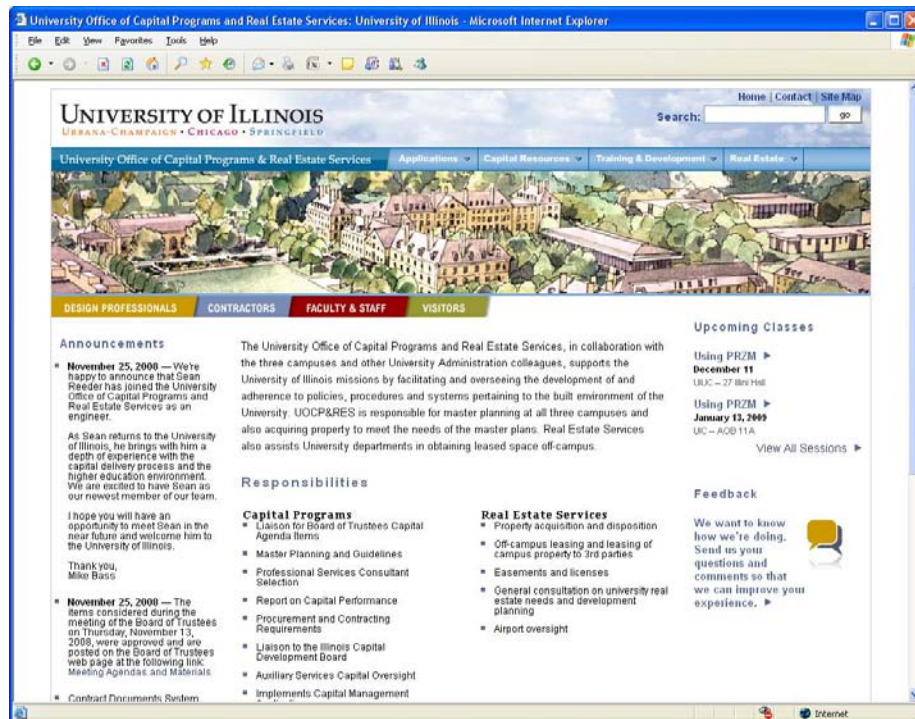 University Office of Capital Programs and Real Estate Services: University of Illinois - Microsoft Internet Explorer
File Edit View Favorites Tools Help
Home | Contact | Site Map
UNIVERSITY OF ILLINOIS
URBANA-CHAMPAIGN • CHICAGO • SPRINGFIELD
Search:
go
University Office of Capital Programs & Real Estate Services
Applications
Capital Resources
Training & Development
Real Estate
DESIGN PROFESSIONALS
CONTRACTORS
FACULTY & STAFF
VISITORS
Announcements
November 25, 2008 — We're
happy to announce that Sean
Reeder has joined the University
Office of Capital Programs and
Real Estate Services as an
engineer.
As Sean returns to the University
of Illinois, he brings with him a
depth of experience with the
capital delivery process and the
higher education environment.
We are excited to have Sean as
our newest member of our team.
I hope you will have an
opportunity to meet Sean in the
near future and welcome him to
the University of Illinois.
Thank you,
Mike Bass
November 25, 2008 — The
items considered during the
meeting of the Board of Trustees
on Thursday, November 13,
2008, were approved and are
posted on the Board of Trustees
web page at the following link:
Meeting Agendas and Materials
Contract Documents System
The University Office of Capital Programs and Real Estate Services, in collaboration with
the three campuses and other University Administration colleagues, supports the
University of Illinois missions by facilitating and overseeing the development of and
adherence to policies, procedures and systems pertaining to the built environment of the
University. UOCP&RES is responsible for master planning at all three campuses and
also acquiring property to meet the needs of the master plans. Real Estate Services
also assists University departments in obtaining leased space off-campus.
Responsibilities
Capital Programs
Liaison for Board of Trustees Capital
Agenda Items
Master Planning and Guidelines
Professional Services Consultant
Selection
Report on Capital Performance
Procurement and Contracting
Requirements
Liaison to the Illinois Capital
Development Board
Auxiliary Services Capital Oversight
Implements Capital Management
Real Estate Services
Property acquisition and disposition
Off-campus leasing and leasing of
campus property to 3rd parties
Easements and licenses
General consultation on university real
estate needs and development
planning
Airport oversight
Upcoming Classes
Using PRZM
December 11
UIUC – 27 Illini Hall
Using PRZM
January 13, 2009
UIC – AOB 11A
View All Sessions
Feedback
We want to know
how we're doing.
Send us your
questions and
comments so that
we can improve your
experience.
Internet